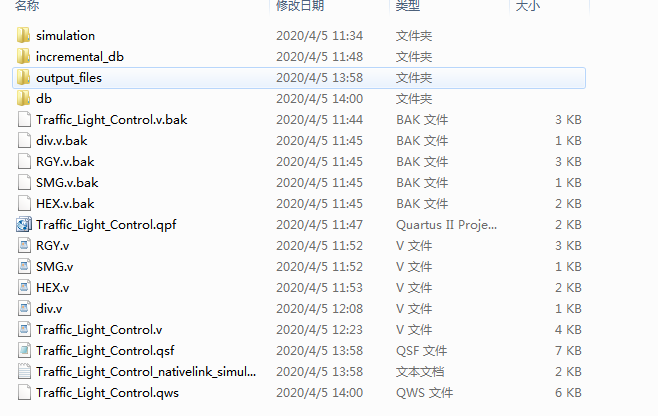 名称 修改日期 类型 大小
simulation 2020/4/5 11:34 文件夹
incremental_db 2020/4/5 11:48 文件夹
output_files 2020/4/5 13:58 文件夹
db 2020/4/5 14:00 文件夹
Traffic_Light_Control.v.bak 2020/4/5 11:44 BAK 文件 3 KB
div.v.bak 2020/4/5 11:45 BAK 文件 1 KB
RGY.v.bak 2020/4/5 11:45 BAK 文件 3 KB
SMG.v.bak 2020/4/5 11:45 BAK 文件 1 KB
HEX.v.bak 2020/4/5 11:45 BAK 文件 2 KB
Traffic_Light_Control.qpf 2020/4/5 11:47 Quartus II Proje... 2 KB
RGY.v 2020/4/5 11:52 V 文件 3 KB
SMG.v 2020/4/5 11:52 V 文件 1 KB
HEX.v 2020/4/5 11:53 V 文件 2 KB
div.v 2020/4/5 12:08 V 文件 1 KB
Traffic_Light_Control.v 2020/4/5 12:23 V 文件 4 KB
Traffic_Light_Control.qsf 2020/4/5 13:58 QSF 文件 7 KB
Traffic_Light_Control_nativelink_simul... 2020/4/5 13:58 文本文档 2 KB
Traffic_Light_Control.qws 2020/4/5 14:00 QWS 文件 6 KB